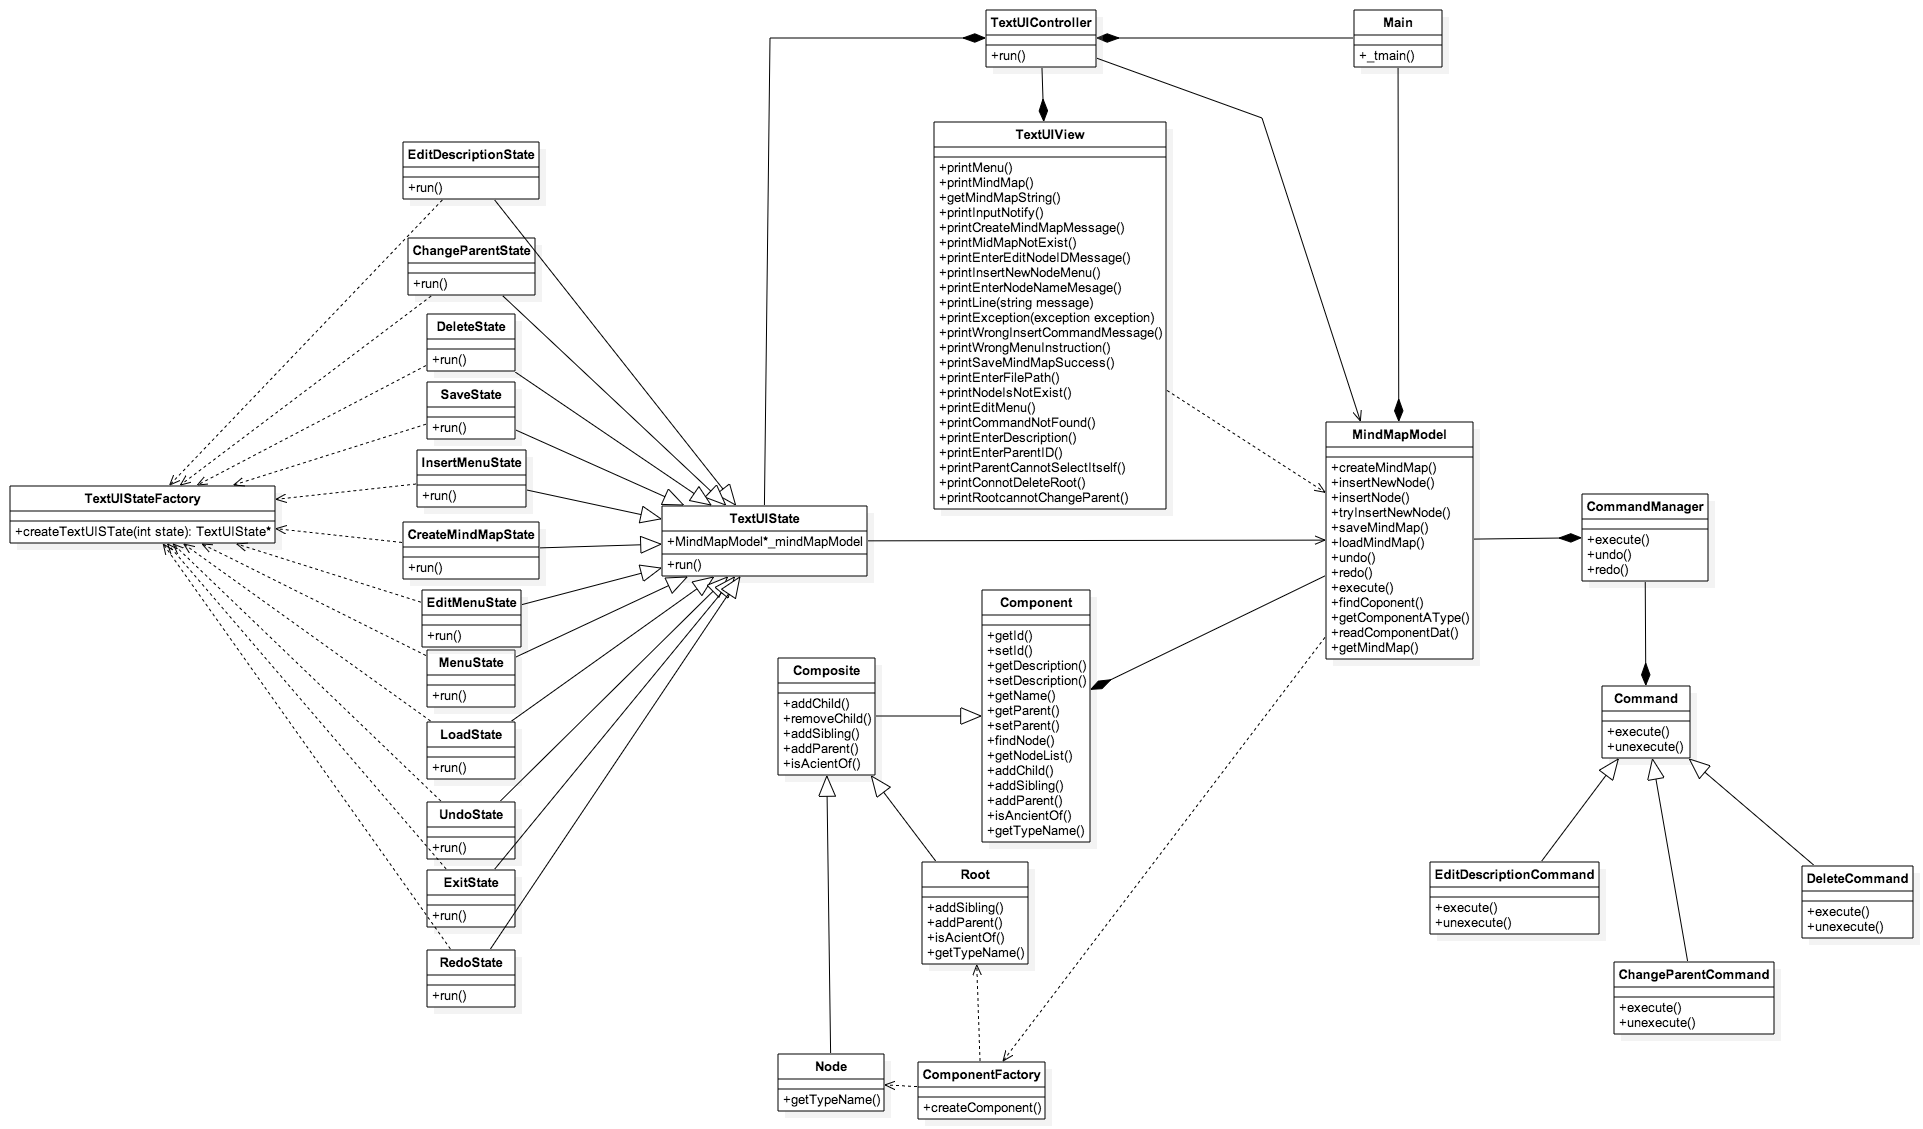 TextUIController
+run()
Main
+_tmain()
TextUIView
+printMenu()
+printMindMap()
+getMindMapString()
+printInputNotify()
+printCreateMindMapMessage()
+printMidMapNotExist()
+printEnterEditNodeIDMessage()
+printInsertNewNodeMenu()
+printEnterNodeNameMesage()
+printLine(string message)
+printException(exception exception)
+printWrongInsertCommandMessage()
+printWrongMenuInstruction()
+printSaveMindMapSuccess()
+printEnterFilePath()
+printNodeIsNotExist()
+printEditMenu()
+printCommandNotFound()
+printEnterDescription()
+printEnterParentID()
+printParentCannotSelectItself()
+printConnotDeleteRoot()
+printRootcannotChangeParent()
EditDescriptionState
+run()
ChangeParentState
+run()
DeleteState
+run()
SaveState
+run()
InsertMenuState
+run()
CreateMindMapState
+run()
EditMenuState
+run()
MenuState
+run()
LoadState
+run()
UndoState
+run()
ExitState
+run()
RedoState
+run()
TextUIStateFactory
+createTextUISTate(int state): TextUIState*
TextUIState
+MindMapModel*_mindMapModel
+run()
MindMapModel
+createMindMap()
+insertNewNode()
+insertNode()
+tryInsertNewNode()
+saveMindMap()
+loadMindMap()
+undo()
+redo()
+execute()
+findCoponent()
+getComponentAType()
+readComponentDat()
+getMindMap()
CommandManager
+execute()
+undo()
+redo()
Component
+getId()
+setId()
+getDescription()
+setDescription()
+getName()
+getParent()
+setParent()
+findNode()
+getNodeList()
+addChild()
+addSibling()
+addParent()
+isAncientOf()
+getTypeName()
Composite
+addChild()
+removeChild()
+addSibling()
+addParent()
+isAcientOf()
Command
+execute()
+unexecute()
Root
+addSibling()
+addParent()
+isAcientOf()
+getTypeName()
EditDescriptionCommand
+execute()
+unexecute()
DeleteCommand
+execute()
+unexecute()
ChangeParentCommand
+execute()
+unexecute()
Node
+getTypeName()
ComponentFactory
+createComponent()